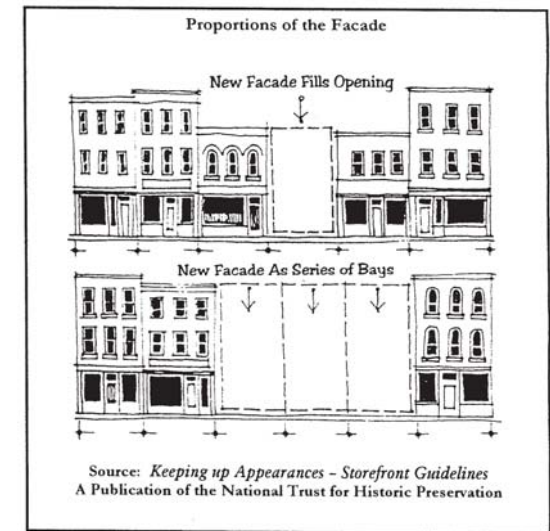 Proportions of the Facade
New Facade Fills Opening
New Facade As Series of Bays
Source: Keeping up Appearances – Storefront Guidelines
A Publication of the National Trust for Historic Preservation